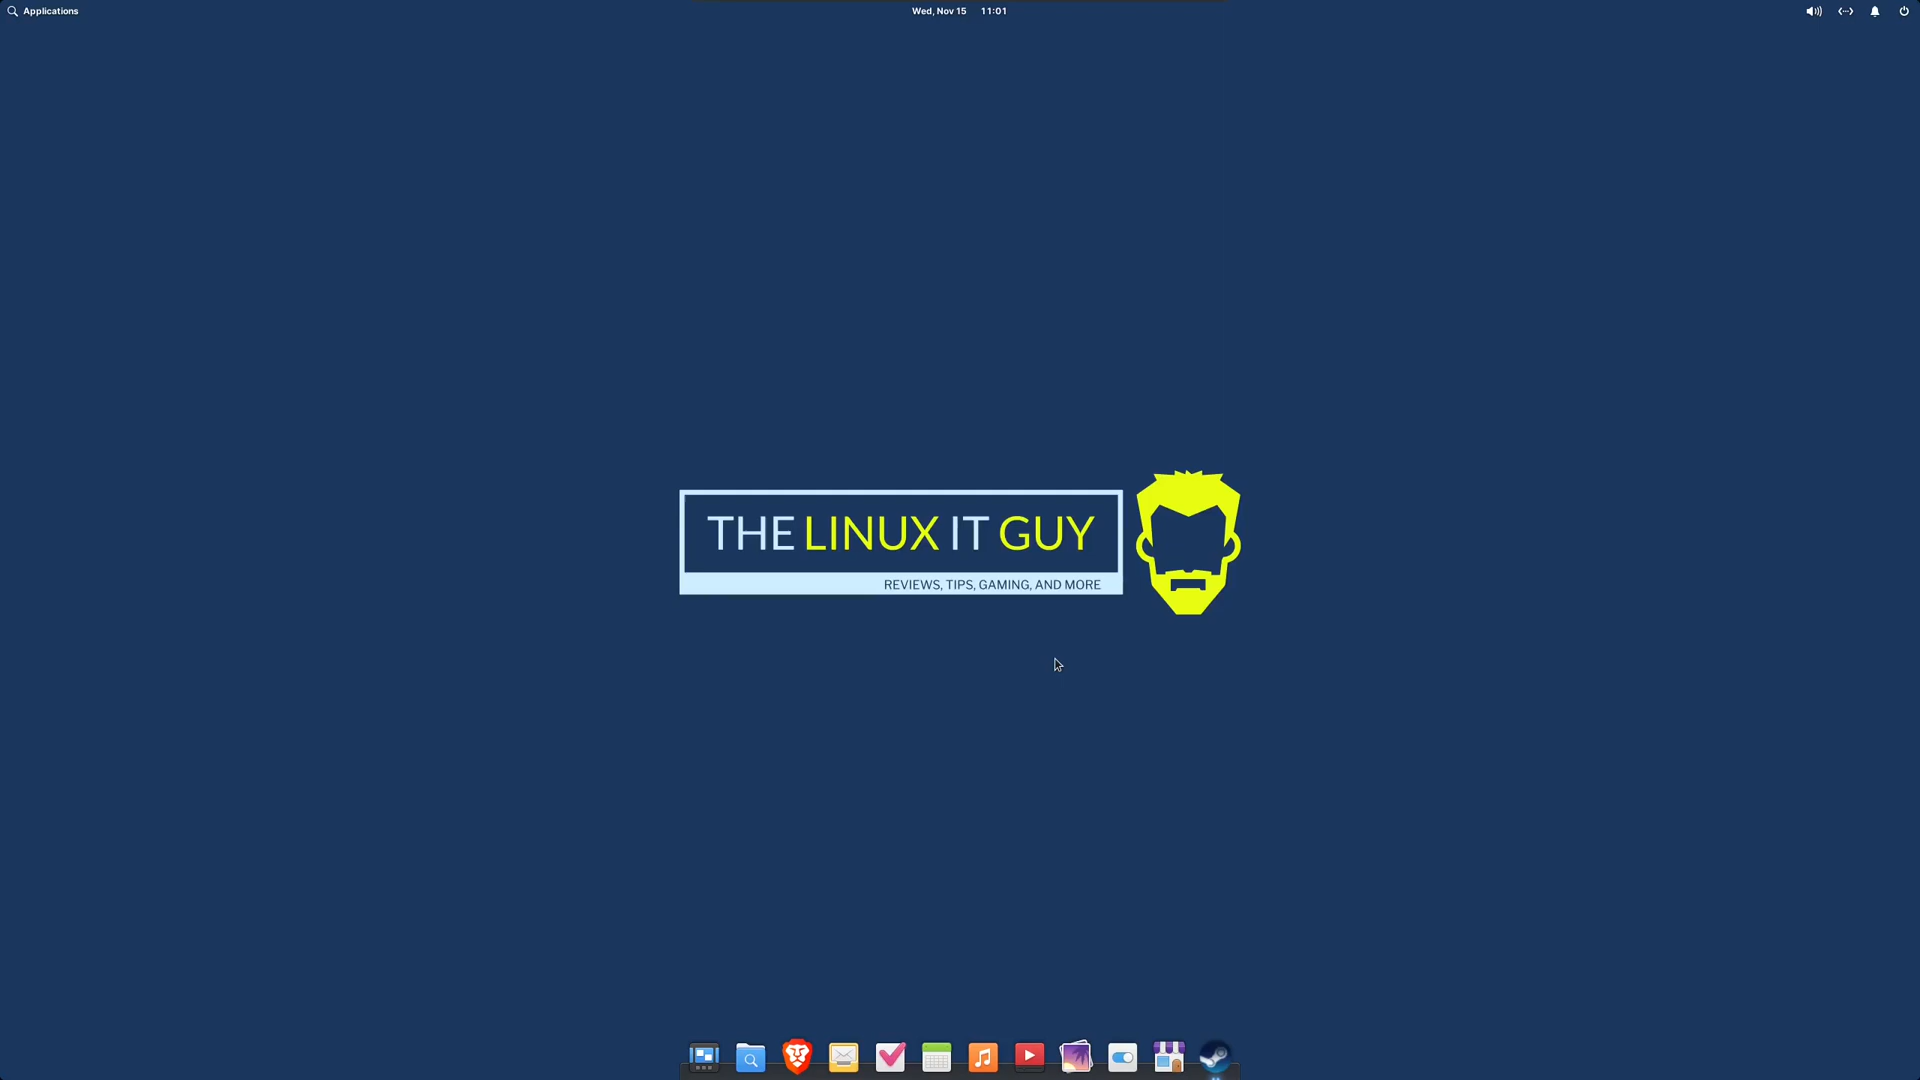 Applications
Wed, Nov 15 11:01
THE LINUX IT GUY
REVIEWS, TIPS, GAMING, AND MORE